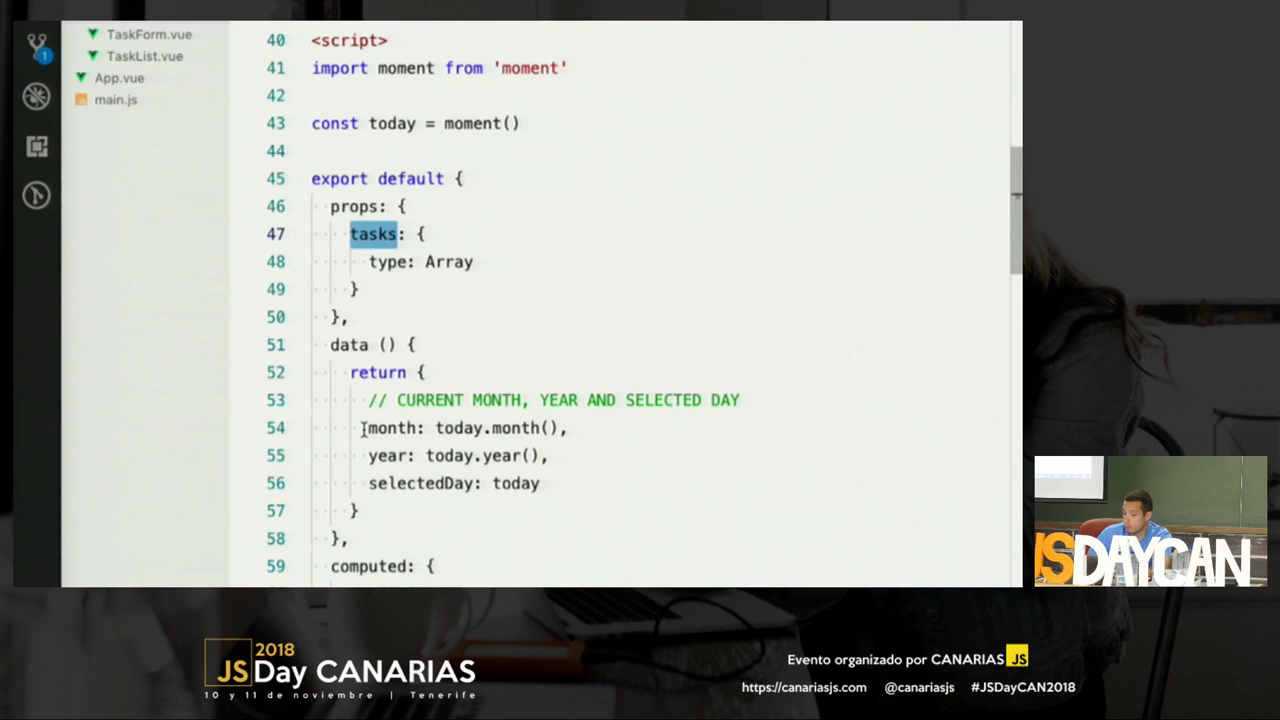 TaskForm.vue
TaskList.vue
App.vue
main.js
1
40 <script>
41 import moment from 'moment'
42
43 const today = moment()
44
45 export default {
46 props: {
47 tasks: {
48 type: Array
49 }
50 },
51 data () {
52 return {
53 // CURRENT MONTH, YEAR AND SELECTED DAY
54 month: today.month(),
55 year: today.year(),
56 selectedDay: today
57 }
58 },
59 computed: {
JSDAYCAN
2018
JSDay CANARIAS
10 y 11 de noviembre | Tenerife
Evento organizado por CANARIAS JS
https://canariasjs.com @canariasjs #JSDayCAN2018